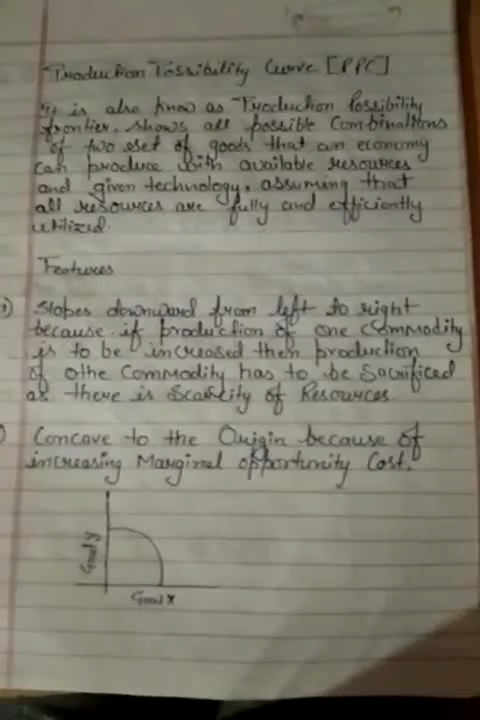 Production Possibility Curve [PPC]
It is also know as Production Possibility
frontier. shows all possible Combinations
of two set of goods that an economy
can produce with available resources
and given technology, assuming that
all resources are fully and efficiently
utilized.
Features
Slopes downward from left to right
because if production of one Commodity
is to be increased then production
of othe Commodity has to be Sacrificed
as there is Scarcity of Resources.
Concave to the Origin because of
increasing Marginal opportunity Cost.
Good y
Good x